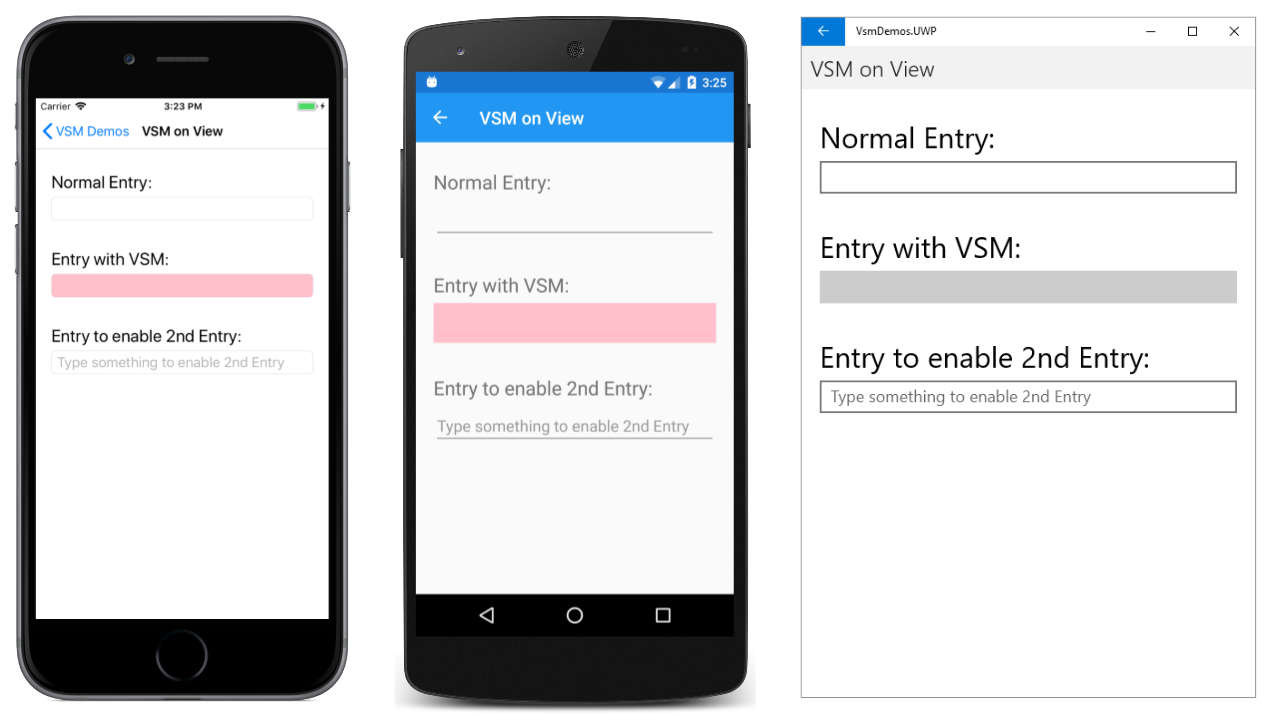 Carrier 3:23 PM
VSM Demos VSM on View
Normal Entry:
Entry with VSM:
Entry to enable 2nd Entry:
Type something to enable 2nd Entry
3:25
VSM on View
Normal Entry:
Entry with VSM:
Entry to enable 2nd Entry:
Type something to enable 2nd Entry
VsmDemos.UWP
VSM on View
Normal Entry:
Entry with VSM:
Entry to enable 2nd Entry:
Type something to enable 2nd Entry